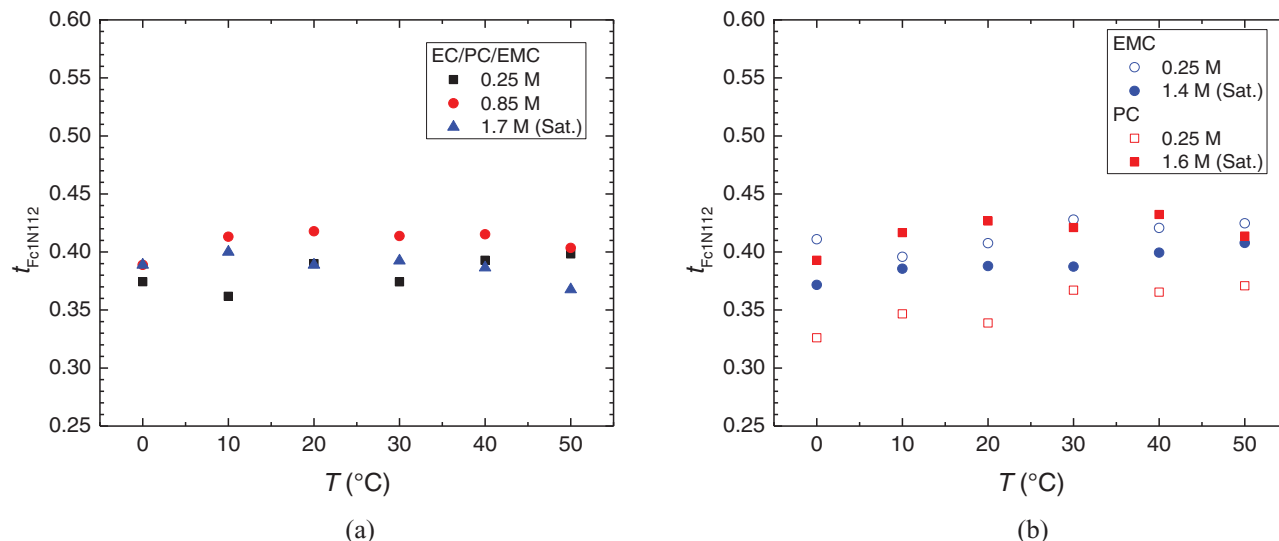 0.60
0.55
0.50
0.45
0.40
0.35
0.30
0.25
tFc1N112
0 10 20 30 40 50
T (°C)
EC/PC/EMC
0.25 M
0.85 M
1.7 M (Sat.)
(a)
0.60
0.55
0.50
0.45
0.40
0.35
0.30
0.25
tFc1N112
0 10 20 30 40 50
T (°C)
EMC
0.25 M
1.4 M (Sat.)
PC
0.25 M
1.6 M (Sat.)
(b)